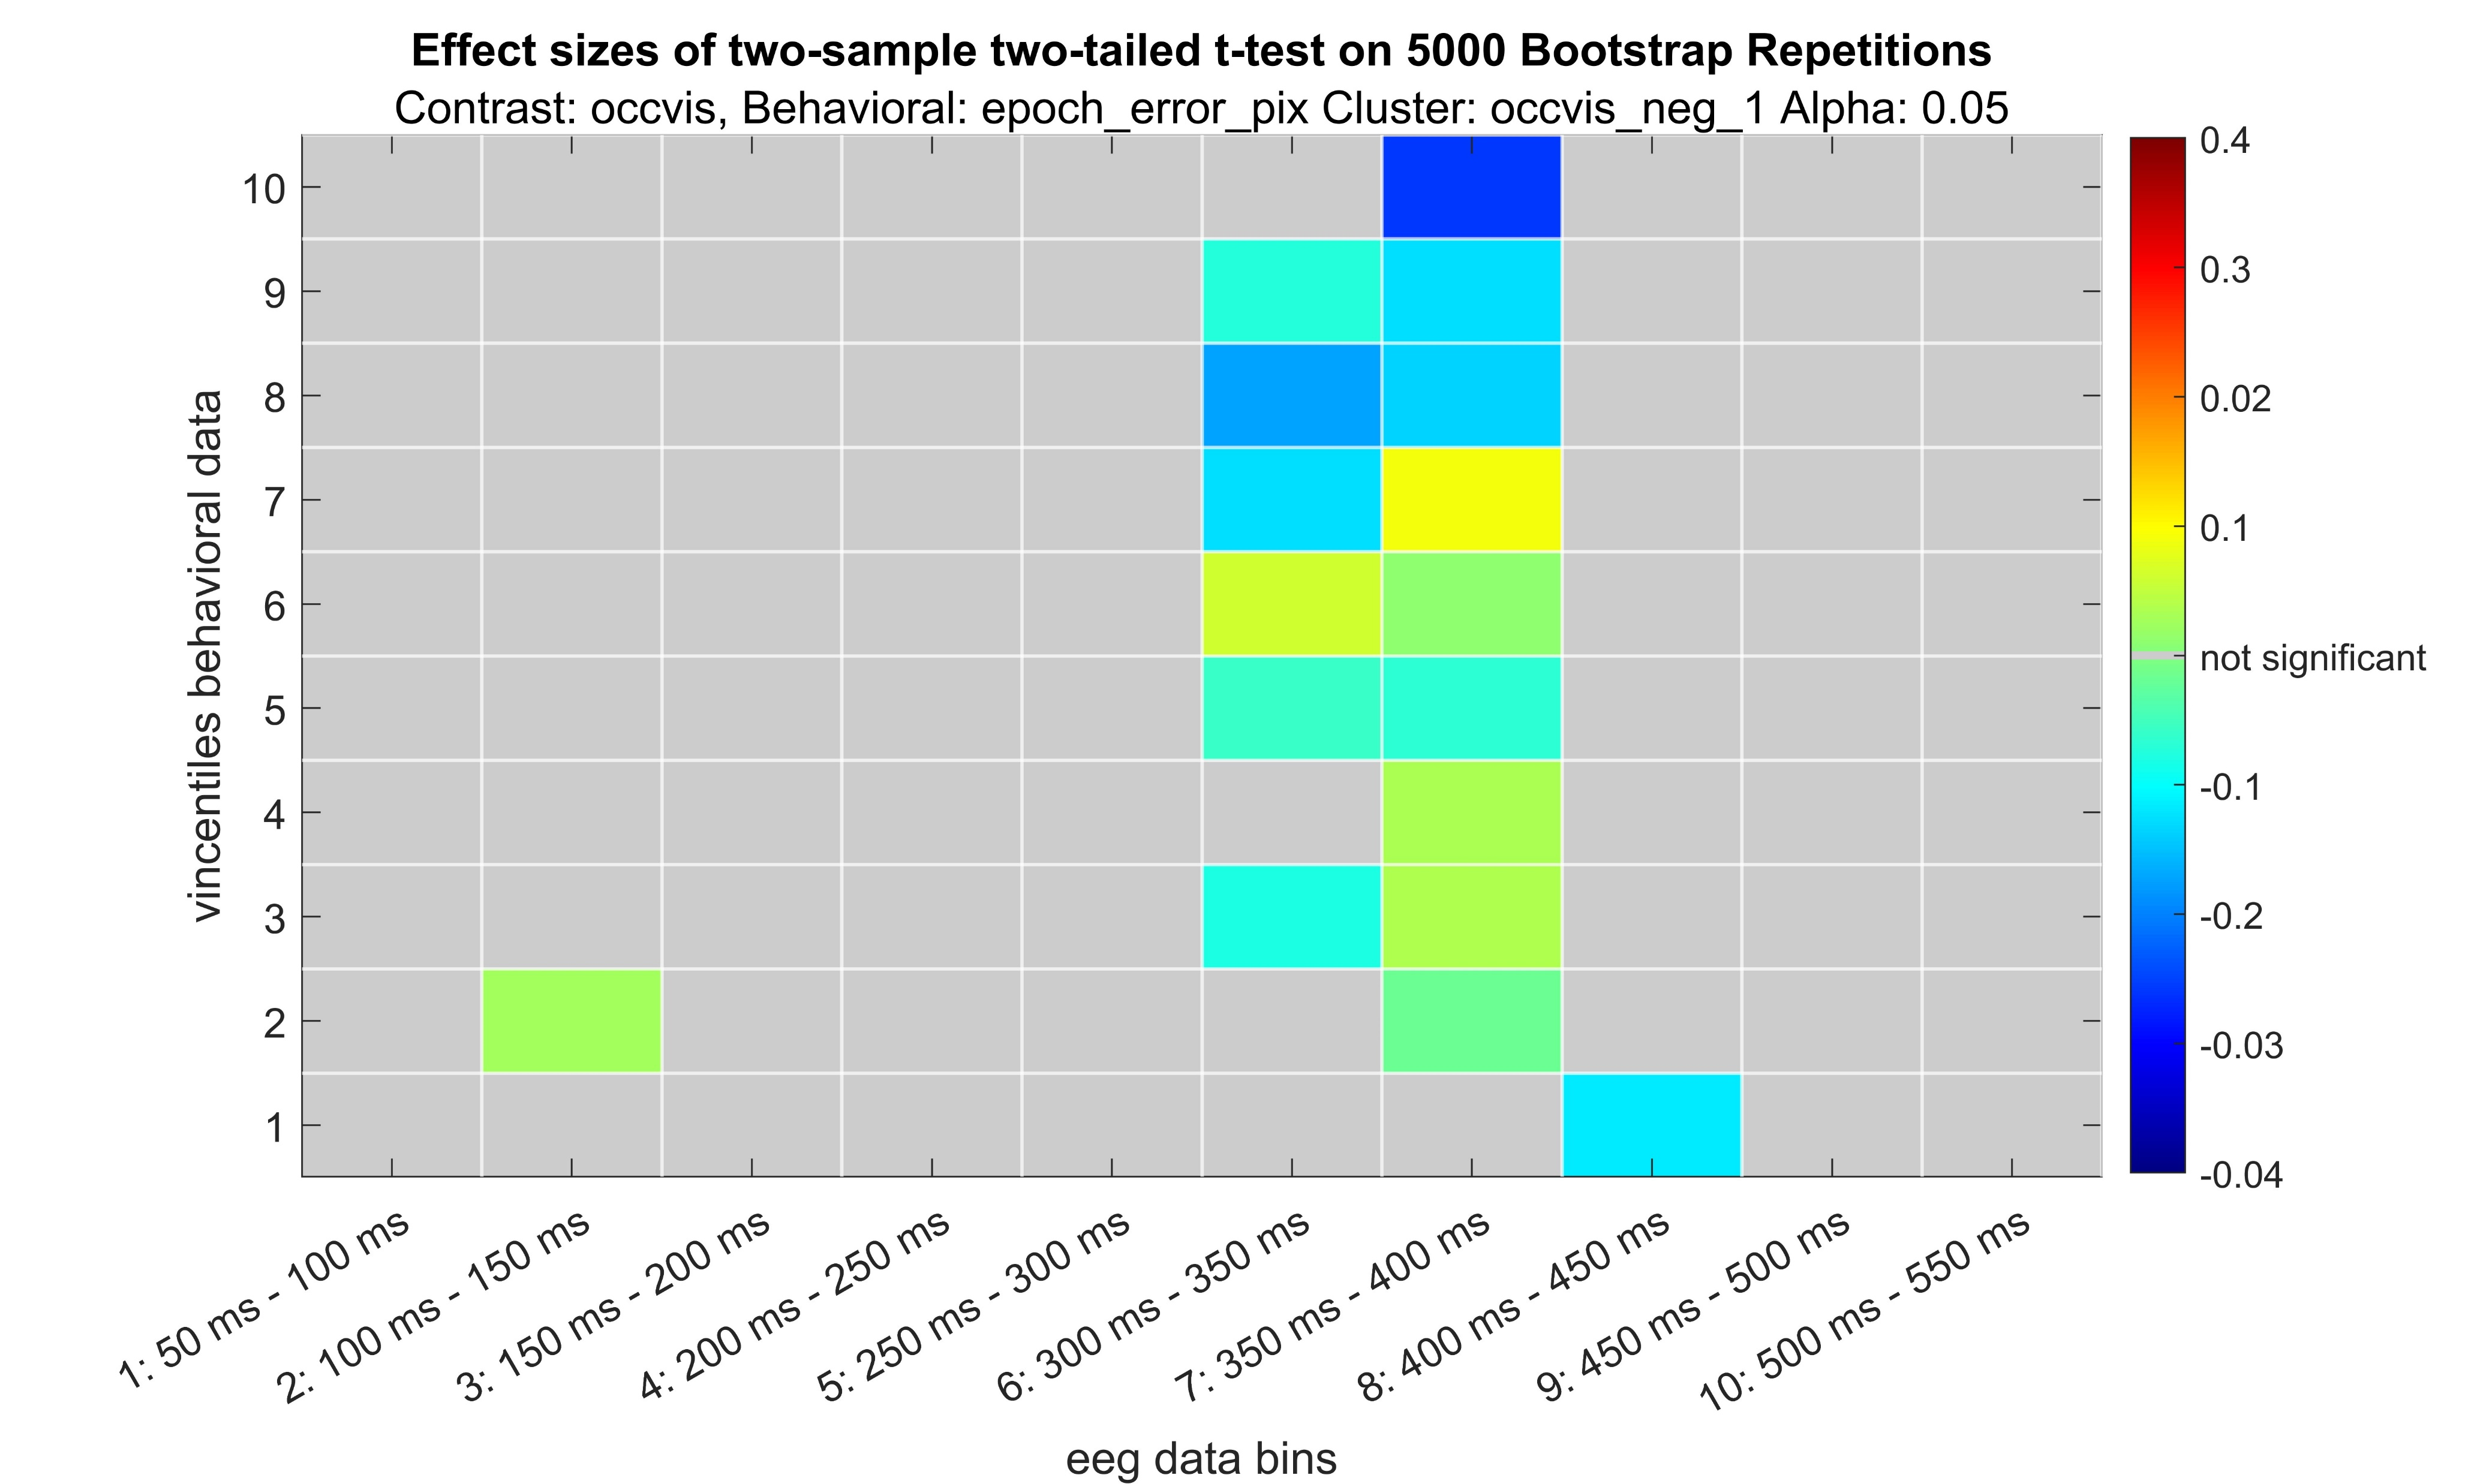 Effect sizes of two-sample two-tailed t-test on 5000 Bootstrap Repetitions
Contrast: occvis, Behavioral: epoch_error_pix Cluster: occvis_neg_1 Alpha: 0.05
vincentiles behavioral data
10
9
8
7
6
5
4
3
2
1
1: 50 ms - 100 ms
2: 100 ms - 150 ms
3: 150 ms - 200 ms
4: 200 ms - 250 ms
5: 250 ms - 300 ms
6: 300 ms - 350 ms
7: 350 ms - 400 ms
8: 400 ms - 450 ms
9: 450 ms - 500 ms
10: 500 ms - 550 ms
eeg data bins
0.4
0.3
0.02
0.1
not significant
-0.1
-0.2
-0.03
-0.04